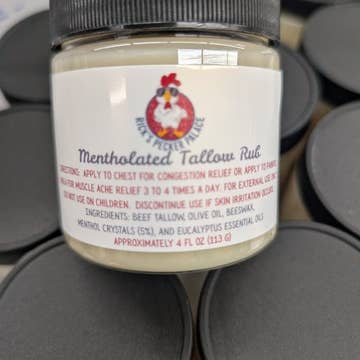 RICK'S PECKER PALACE
Mentholated Tallow Rub
DIRECTIONS: APPLY TO CHEST FOR CONGESTION RELIEF OR APPLY TO PAINFUL
AREA FOR MUSCLE ACHE RELIEF 3 TO 4 TIMES A DAY. FOR EXTERNAL USE ONLY.
DO NOT USE ON CHILDREN. DISCONTINUE USE IF SKIN IRRITATION OCCURS.
INGREDIENTS: BEEF TALLOW, OLIVE OIL, BEESWAX,
MENTHOL CRYSTALS (5%), AND EUCALYPTUS ESSENTIAL OILS
APPROXIMATELY 4 FL OZ (113 G)